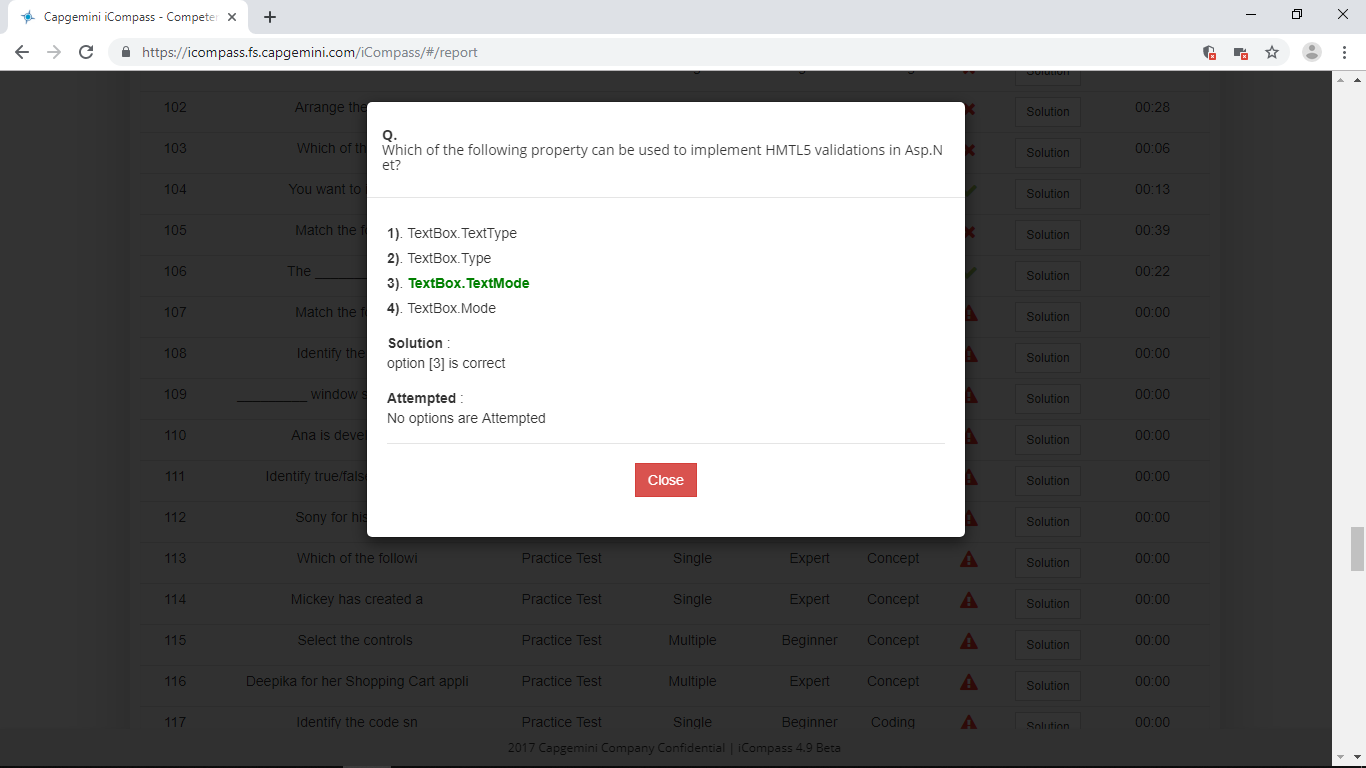 Capgemini iCompass - Competer
https://icompass.fs.capgemini.com/iCompass/#/report
Solution
102 Arrange the Solution 00:28
103 Which of th Solution 00:06
104 You want to Solution 00:13
105 Match the f Solution 00:39
106 The ________ Solution 00:22
107 Match the f Solution 00:00
108 Identify the Solution 00:00
109 _________ window s Solution 00:00
110 Ana is devel Solution 00:00
111 Identify true/fals Solution 00:00
112 Sony for his Solution 00:00
Q.
Which of the following property can be used to implement HMTL5 validations in Asp.N
et?
1). TextBox.TextType
2). TextBox.Type
3). TextBox.TextMode
4). TextBox.Mode
Solution :
option [3] is correct
Attempted :
No options are Attempted
Close
113 Which of the followi Practice Test Single Expert Concept Solution 00:00
114 Mickey has created a Practice Test Single Expert Concept Solution 00:00
115 Select the controls Practice Test Multiple Beginner Concept Solution 00:00
116 Deepika for her Shopping Cart appli Practice Test Multiple Expert Concept Solution 00:00
117 Identify the code sn Practice Test Single Beginner Coding Solution 00:00
2017 Capgemini Company Confidential | iCompass 4.9 Beta